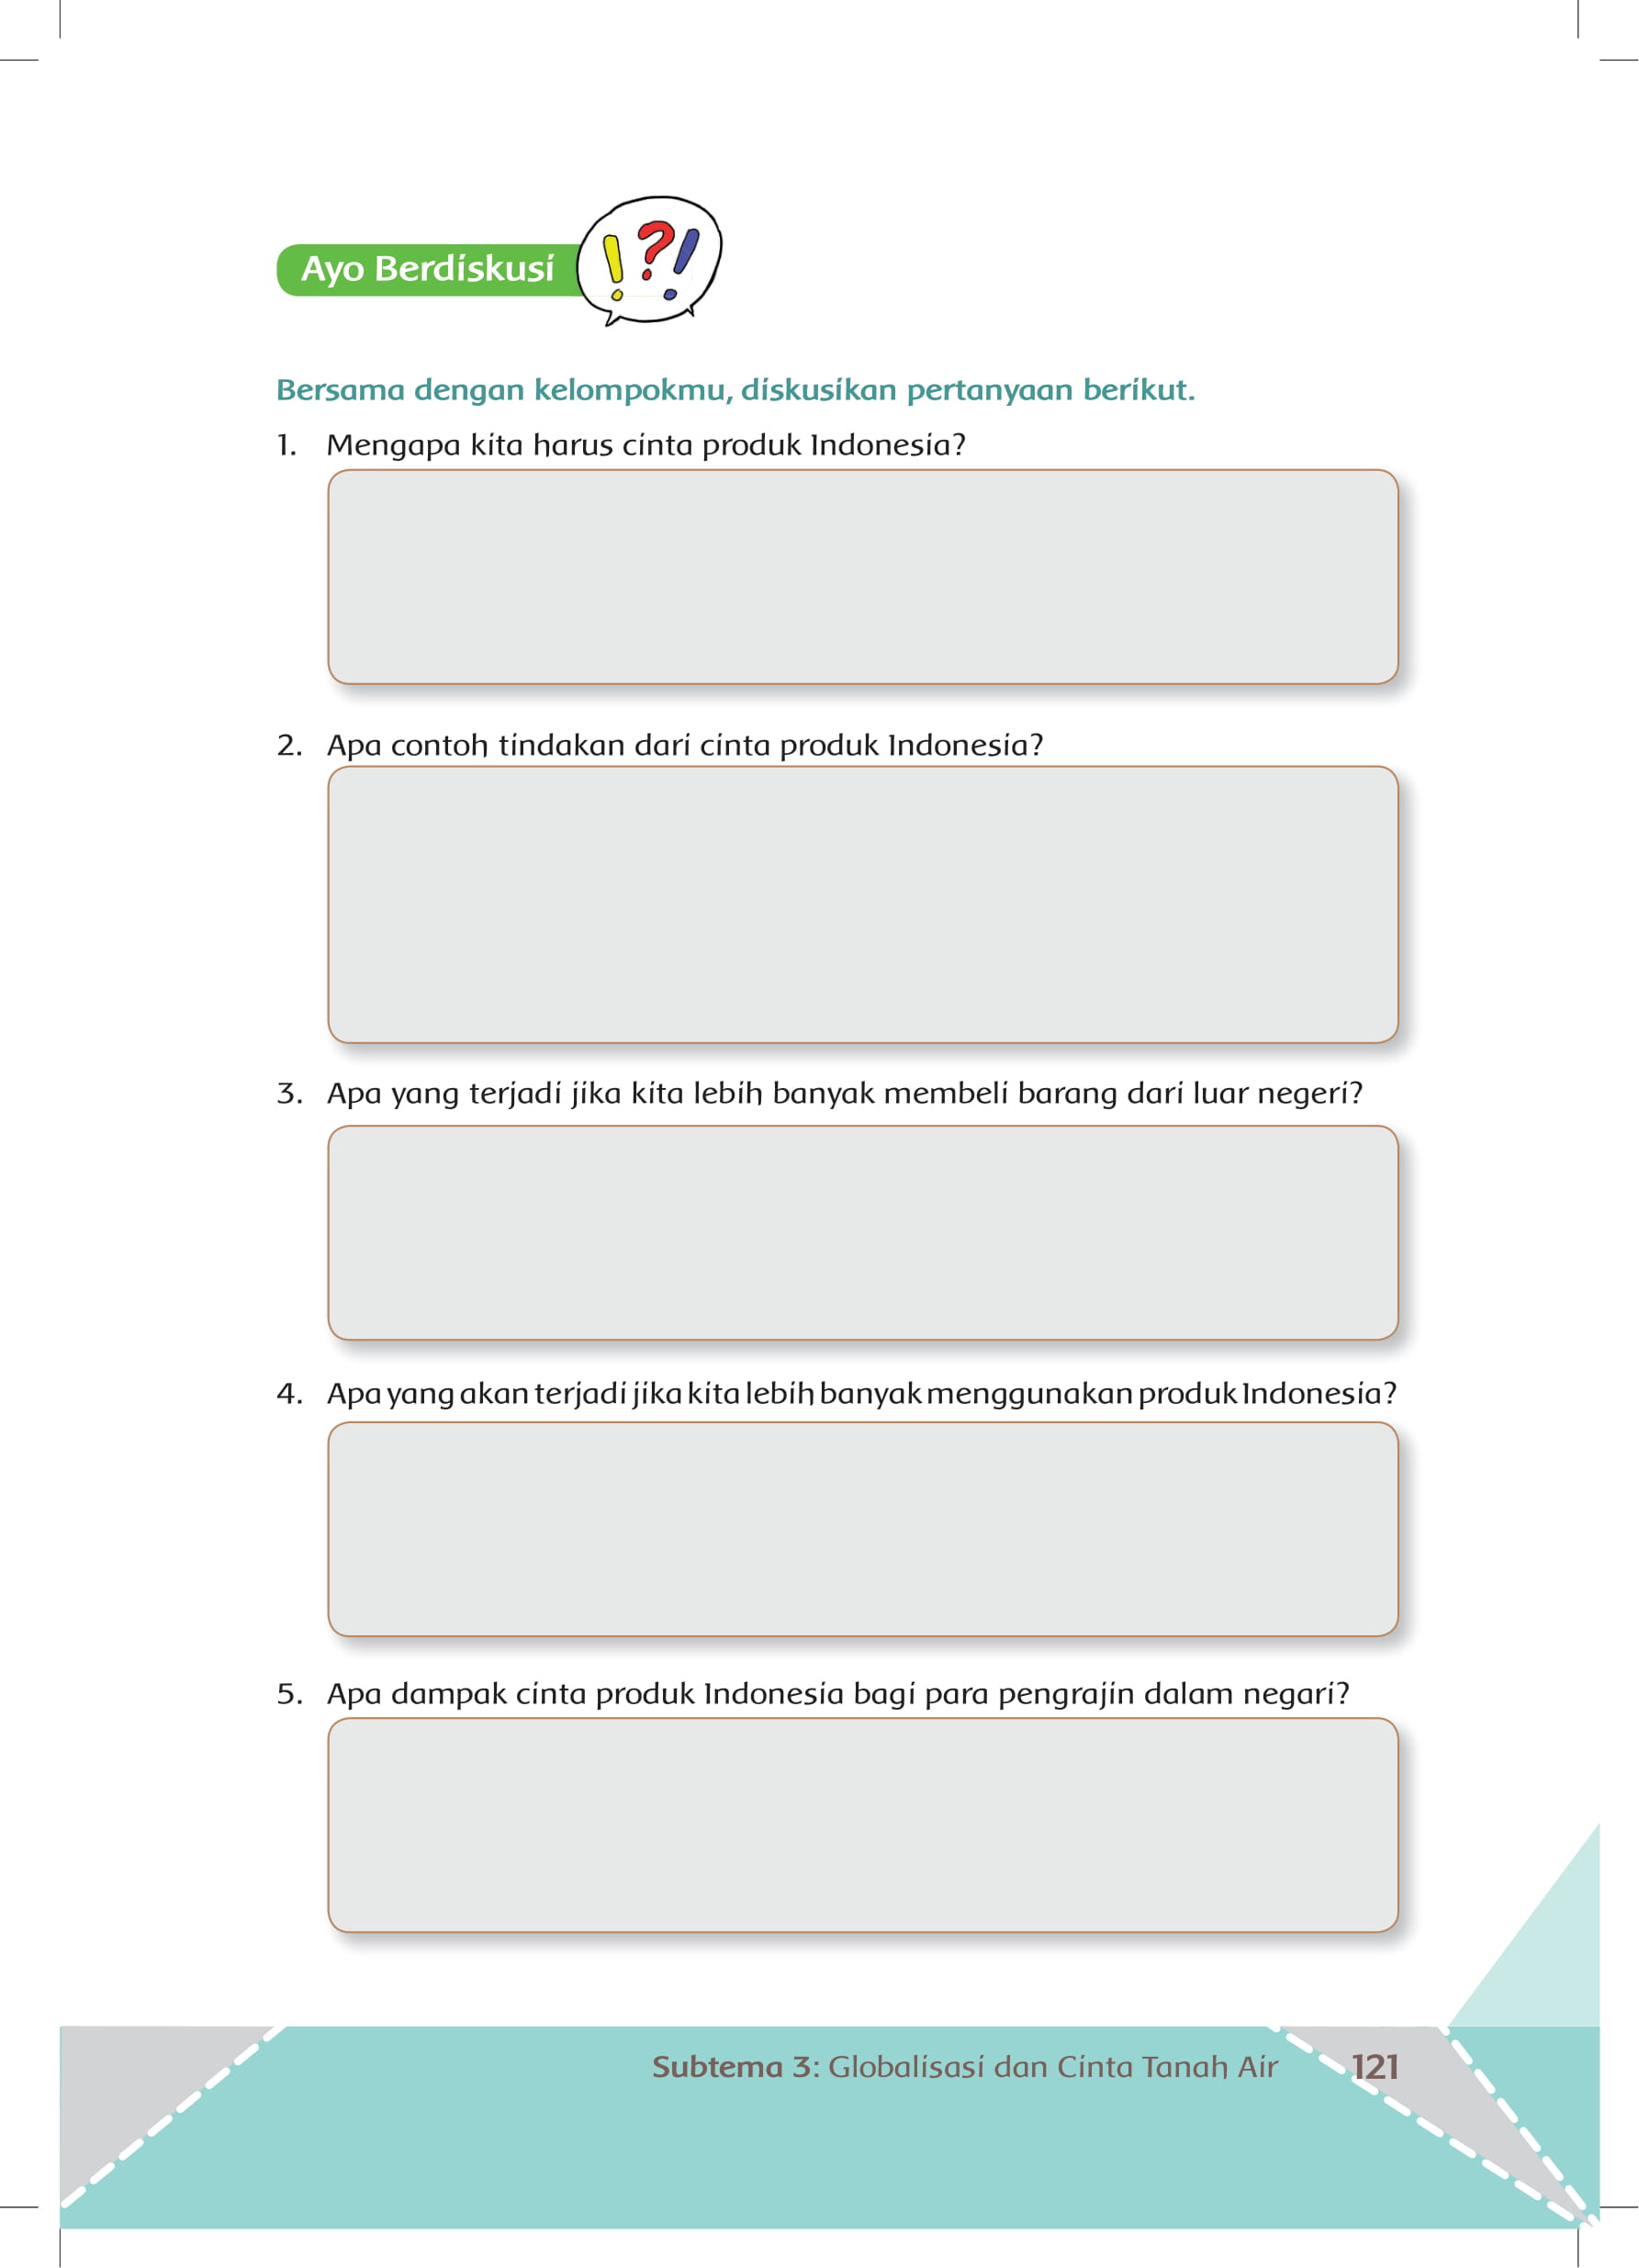 Ayo Berdiskusi
Bersama dengan kelompokmu, diskusikan pertanyaan berikut.
1. Mengapa kita harus cinta produk Indonesia?
2. Apa contoh tindakan dari cinta produk Indonesia?
3. Apa yang terjadi jika kita lebih banyak membeli barang dari luar negeri?
4. Apa yang akan terjadi jika kita lebih banyak menggunakan produk Indonesia?
5. Apa dampak cinta produk Indonesia bagi para pengrajin dalam negari?
Subtema 3: Globalisasi dan Cinta Tanah Air 121